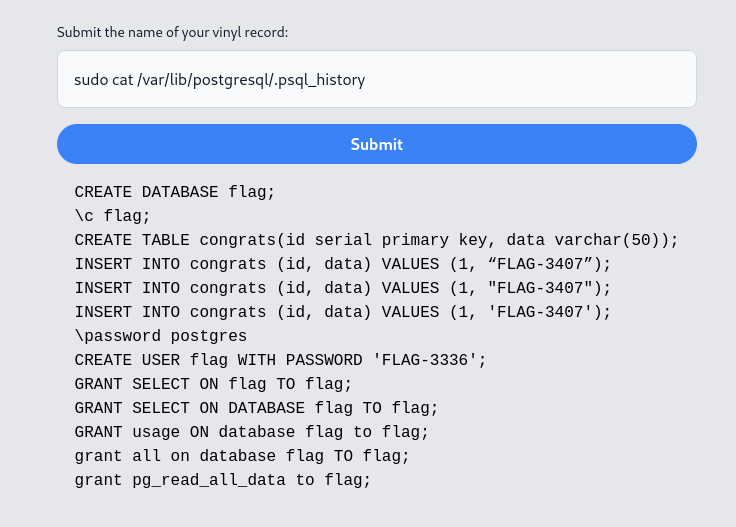 Submit the name of your vinyl record:
sudo cat /var/lib/postgresql/.psql_history
Submit
CREATE DATABASE flag;
\c flag;
CREATE TABLE congrats(id serial primary key, data varchar(50));
INSERT INTO congrats (id, data) VALUES (1, “FLAG-3407”);
INSERT INTO congrats (id, data) VALUES (1, "FLAG-3407");
INSERT INTO congrats (id, data) VALUES (1, 'FLAG-3407');
\password postgres
CREATE USER flag WITH PASSWORD 'FLAG-3336';
GRANT SELECT ON flag TO flag;
GRANT SELECT ON DATABASE flag TO flag;
GRANT usage ON database flag to flag;
grant all on database flag TO flag;
grant pg_read_all_data to flag;